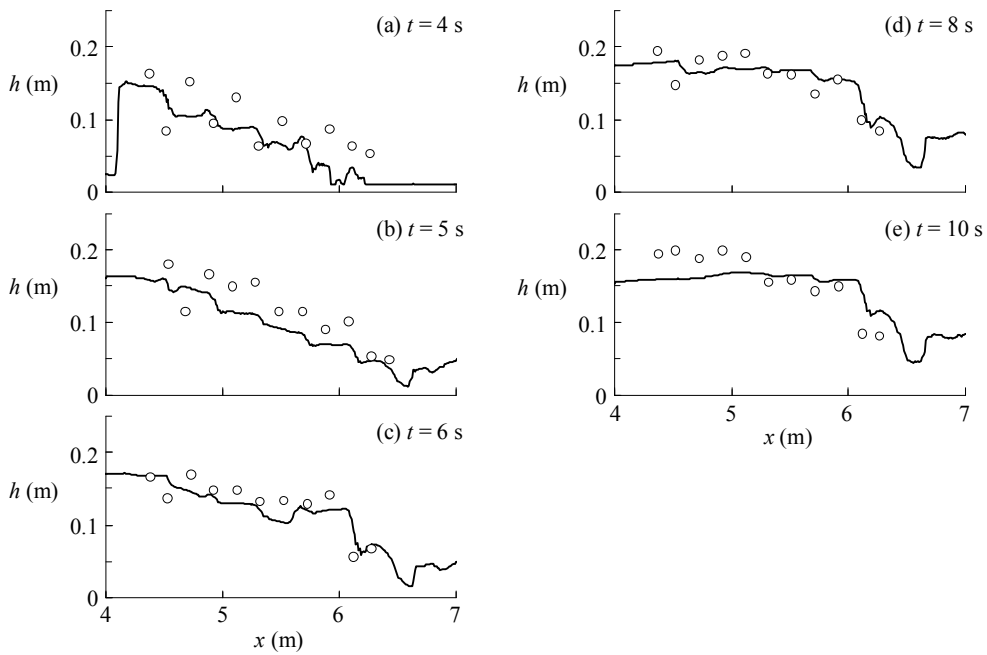 (a) t = 4 s
0.2
h (m)
0.1
0
(b) t = 5 s
0.2
h (m)
0.1
0
(c) t = 6 s
0.2
h (m)
0.1
0
4 5 6 7
x (m)
(d) t = 8 s
0.2
h (m)
0.1
0
(e) t = 10 s
0.2
h (m)
0.1
0
4 5 6 7
x (m)